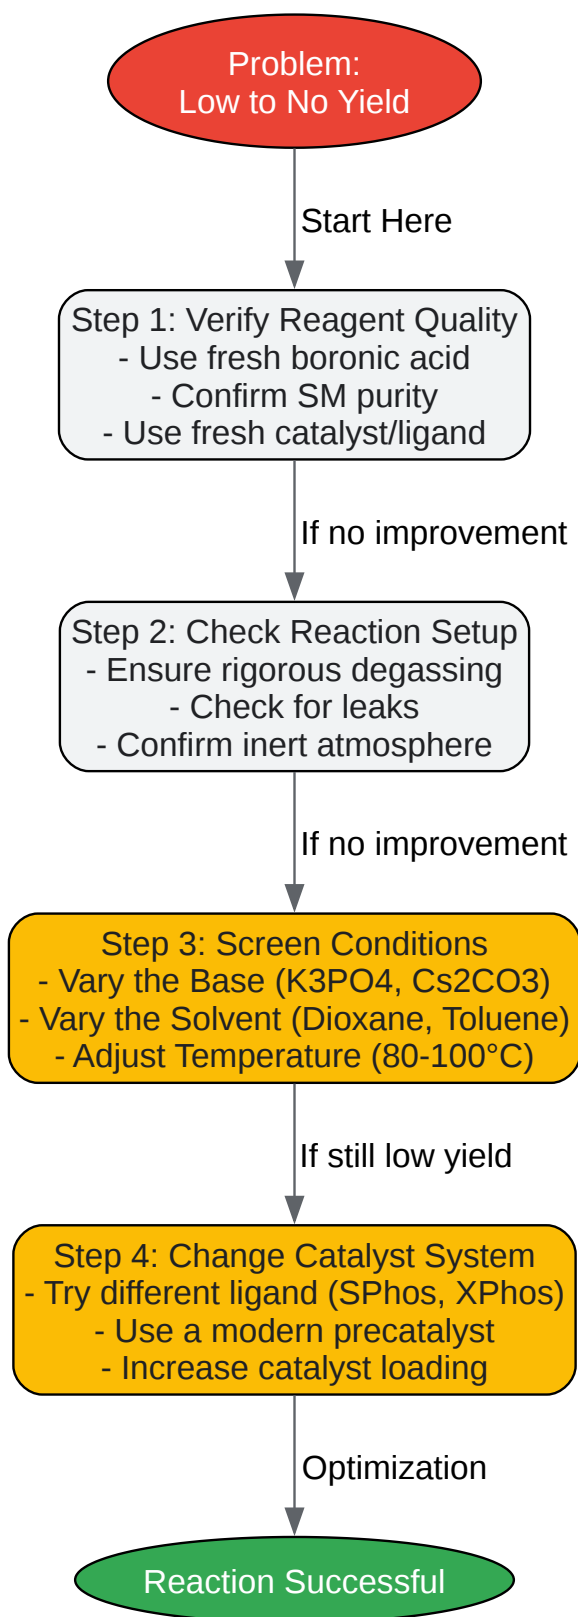 Problem:
Low to No Yield
Start Here
Step 1: Verify Reagent Quality
- Use fresh boronic acid
- Confirm SM purity
- Use fresh catalyst/ligand
If no improvement
Step 2: Check Reaction Setup
- Ensure rigorous degassing
- Check for leaks
- Confirm inert atmosphere
If no improvement
Step 3: Screen Conditions
- Vary the Base (K3PO4, Cs2CO3)
- Vary the Solvent (Dioxane, Toluene)
- Adjust Temperature (80-100°C)
If still low yield
Step 4: Change Catalyst System
- Try different ligand (SPhos, XPhos)
- Use a modern precatalyst
- Increase catalyst loading
Optimization
Reaction Successful